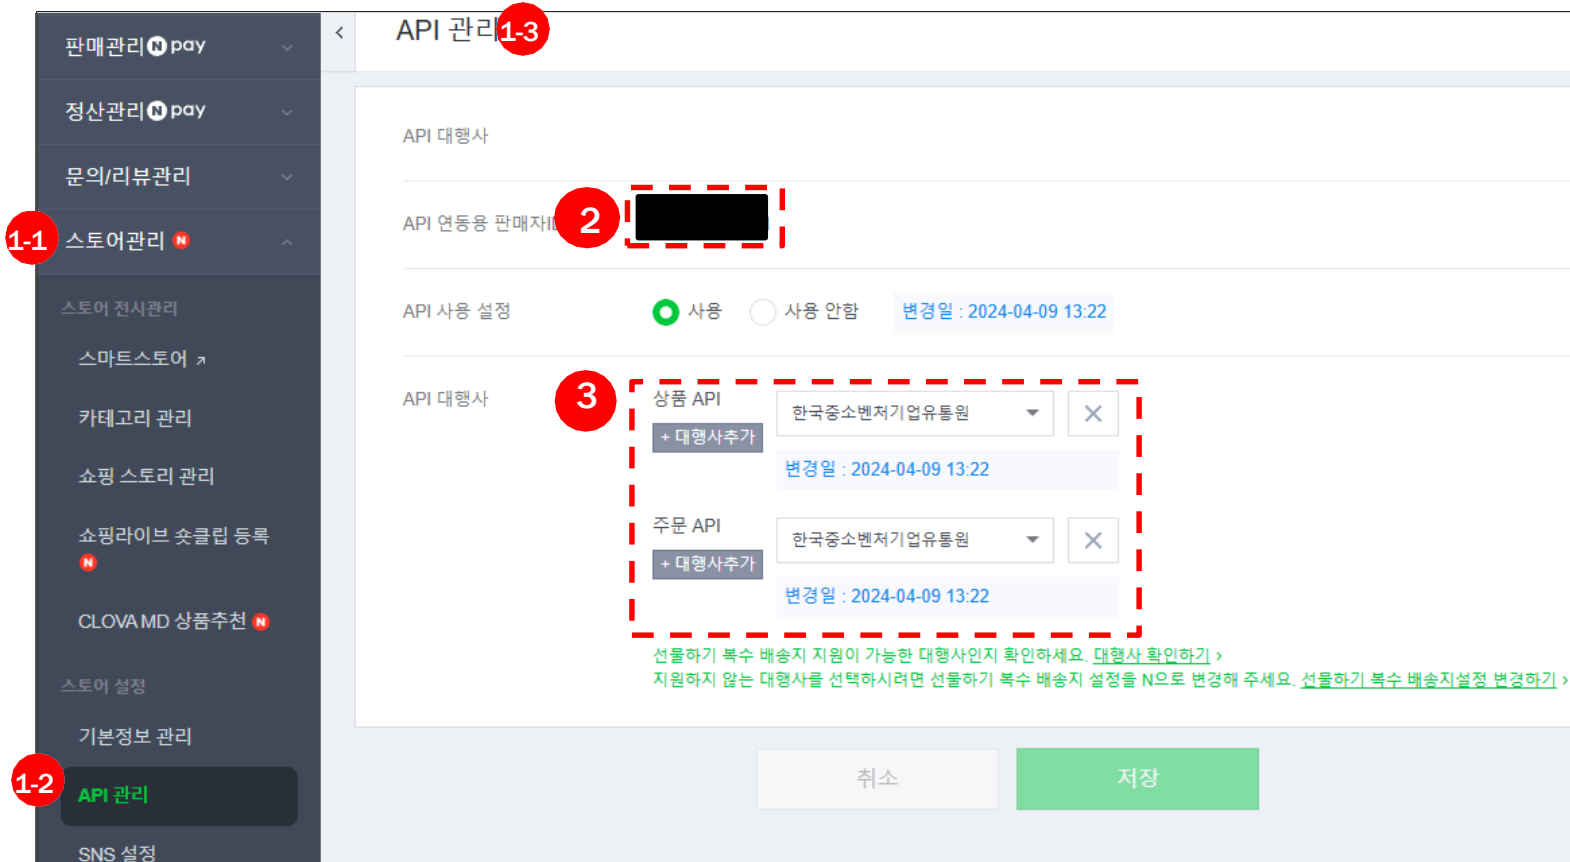 판매관리 N pay
정산관리 N pay
문의/리뷰관리
1-1
스토어관리 N
스토어 전시관리
스마트스토어
카테고리 관리
쇼핑 스토리 관리
쇼핑라이브 숏클립 등록
N
CLOVA MD 상품추천 N
스토어 설정
기본정보 관리
1-2
API 관리
SNS 설정
API 관리
1-3
API 대행사
API 연동용 판매자ID
2
API 사용 설정
사용
사용 안함
변경일 : 2024-04-09 13:22
API 대행사
3
상품 API
한국중소벤처기업유통원
+ 대행사추가
변경일 : 2024-04-09 13:22
주문 API
한국중소벤처기업유통원
+ 대행사추가
변경일 : 2024-04-09 13:22
선물하기 복수 배송지 지원이 가능한 대행사인지 확인하세요. 대행사 확인하기 >
지원하지 않는 대행사를 선택하시려면 선물하기 복수 배송지 설정을 N으로 변경해 주세요. 선물하기 복수 배송지설정 변경하기 >
취소
저장